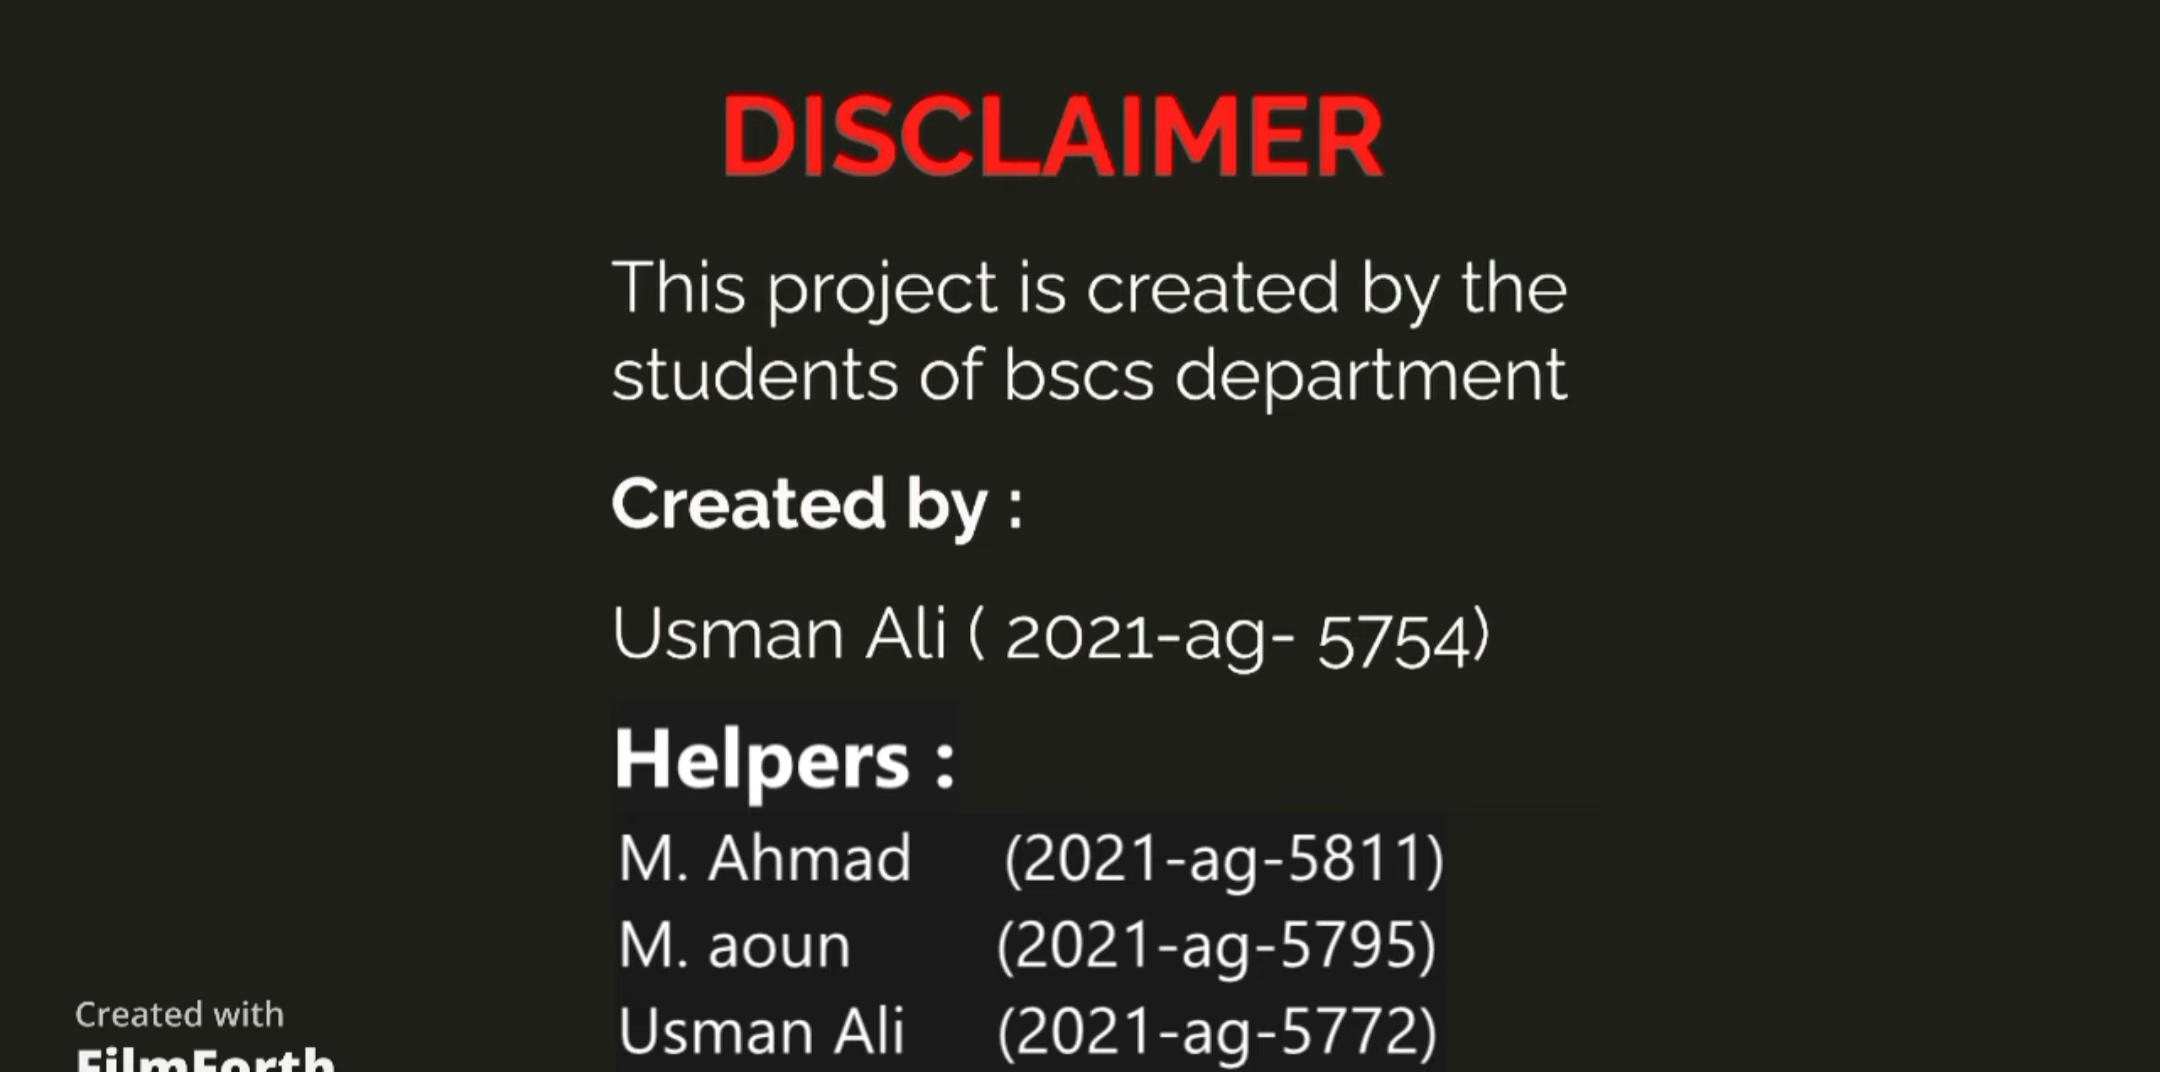 DISCLAIMER
This project is created by the
students of bscs department
Created by :
Usman Ali ( 2021-ag- 5754)
Helpers :
M. Ahmad (2021-ag-5811)
M. aoun (2021-ag-5795)
Usman Ali (2021-ag-5772)
Created with
FilmForth